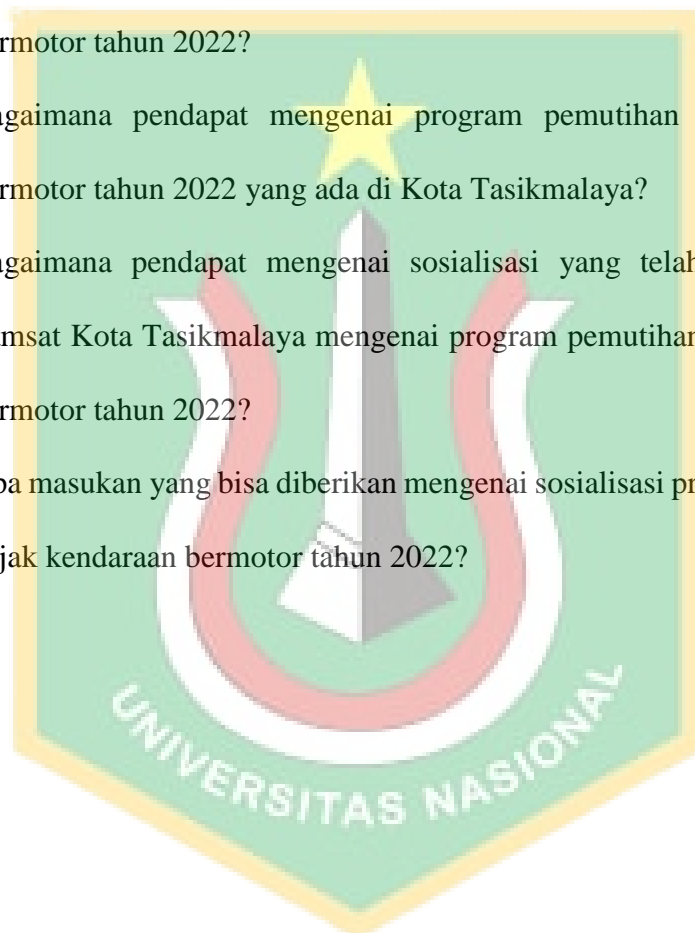 rmotor tahun 2022?
agaimana pendapat mengenai program pemutihan
rmotor tahun 2022 yang ada di Kota Tasikmalaya?
agaimana pendapat mengenai sosialisasi yang telah
msat Kota Tasikmalaya mengenai program pemutihan
rmotor tahun 2022?
pa masukan yang bisa diberikan mengenai sosialisasi pr
jak kendaraan bermotor tahun 2022?
UNIVERSITAS NASIONAL